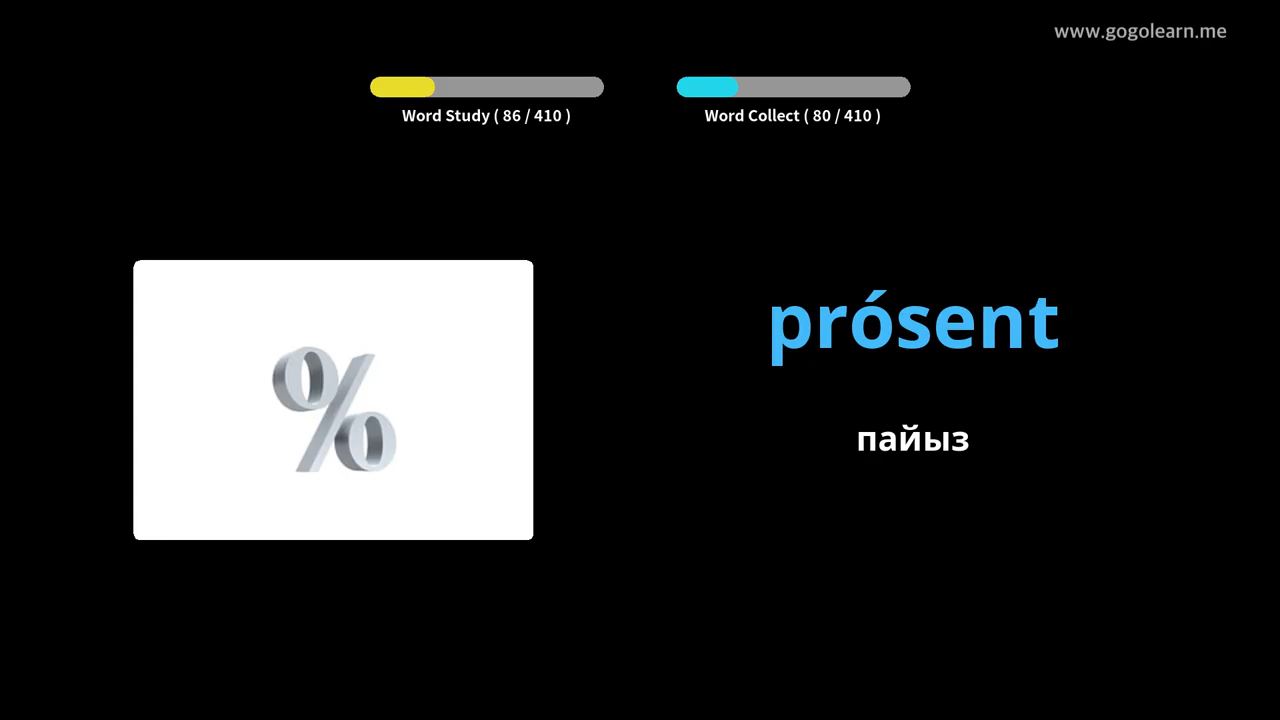 www.gogolearn.me
Word Study ( 86 / 410 )
Word Collect ( 80 / 410 )
%
prósent
пайыз